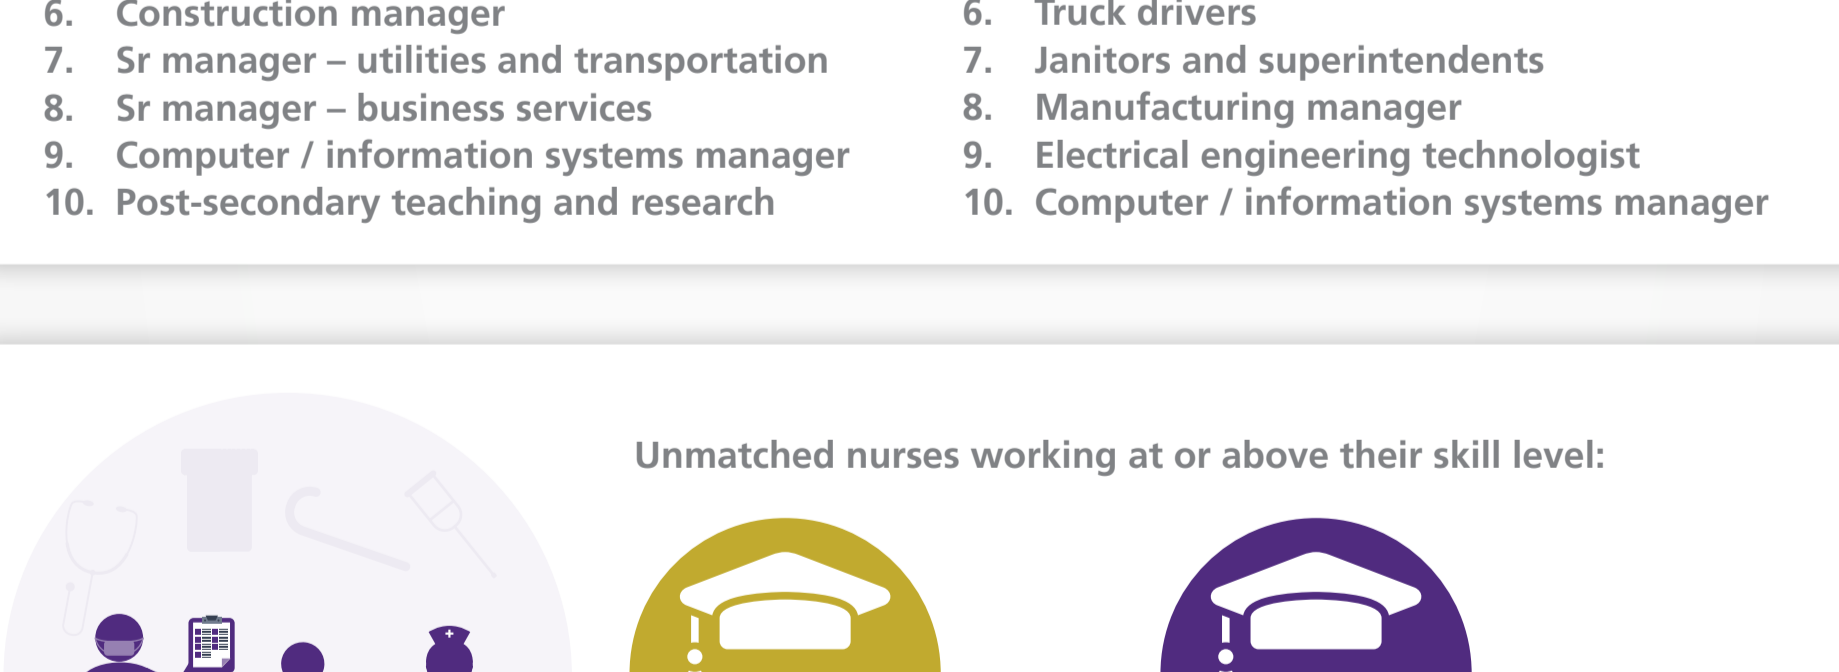 6. Construction manager
7. Sr manager – utilities and transportation
8. Sr manager – business services
9. Computer / information systems manager
10. Post-secondary teaching and research
6. Truck drivers
7. Janitors and superintendents
8. Manufacturing manager
9. Electrical engineering technologist
10. Computer / information systems manager
Unmatched nurses working at or above their skill level: